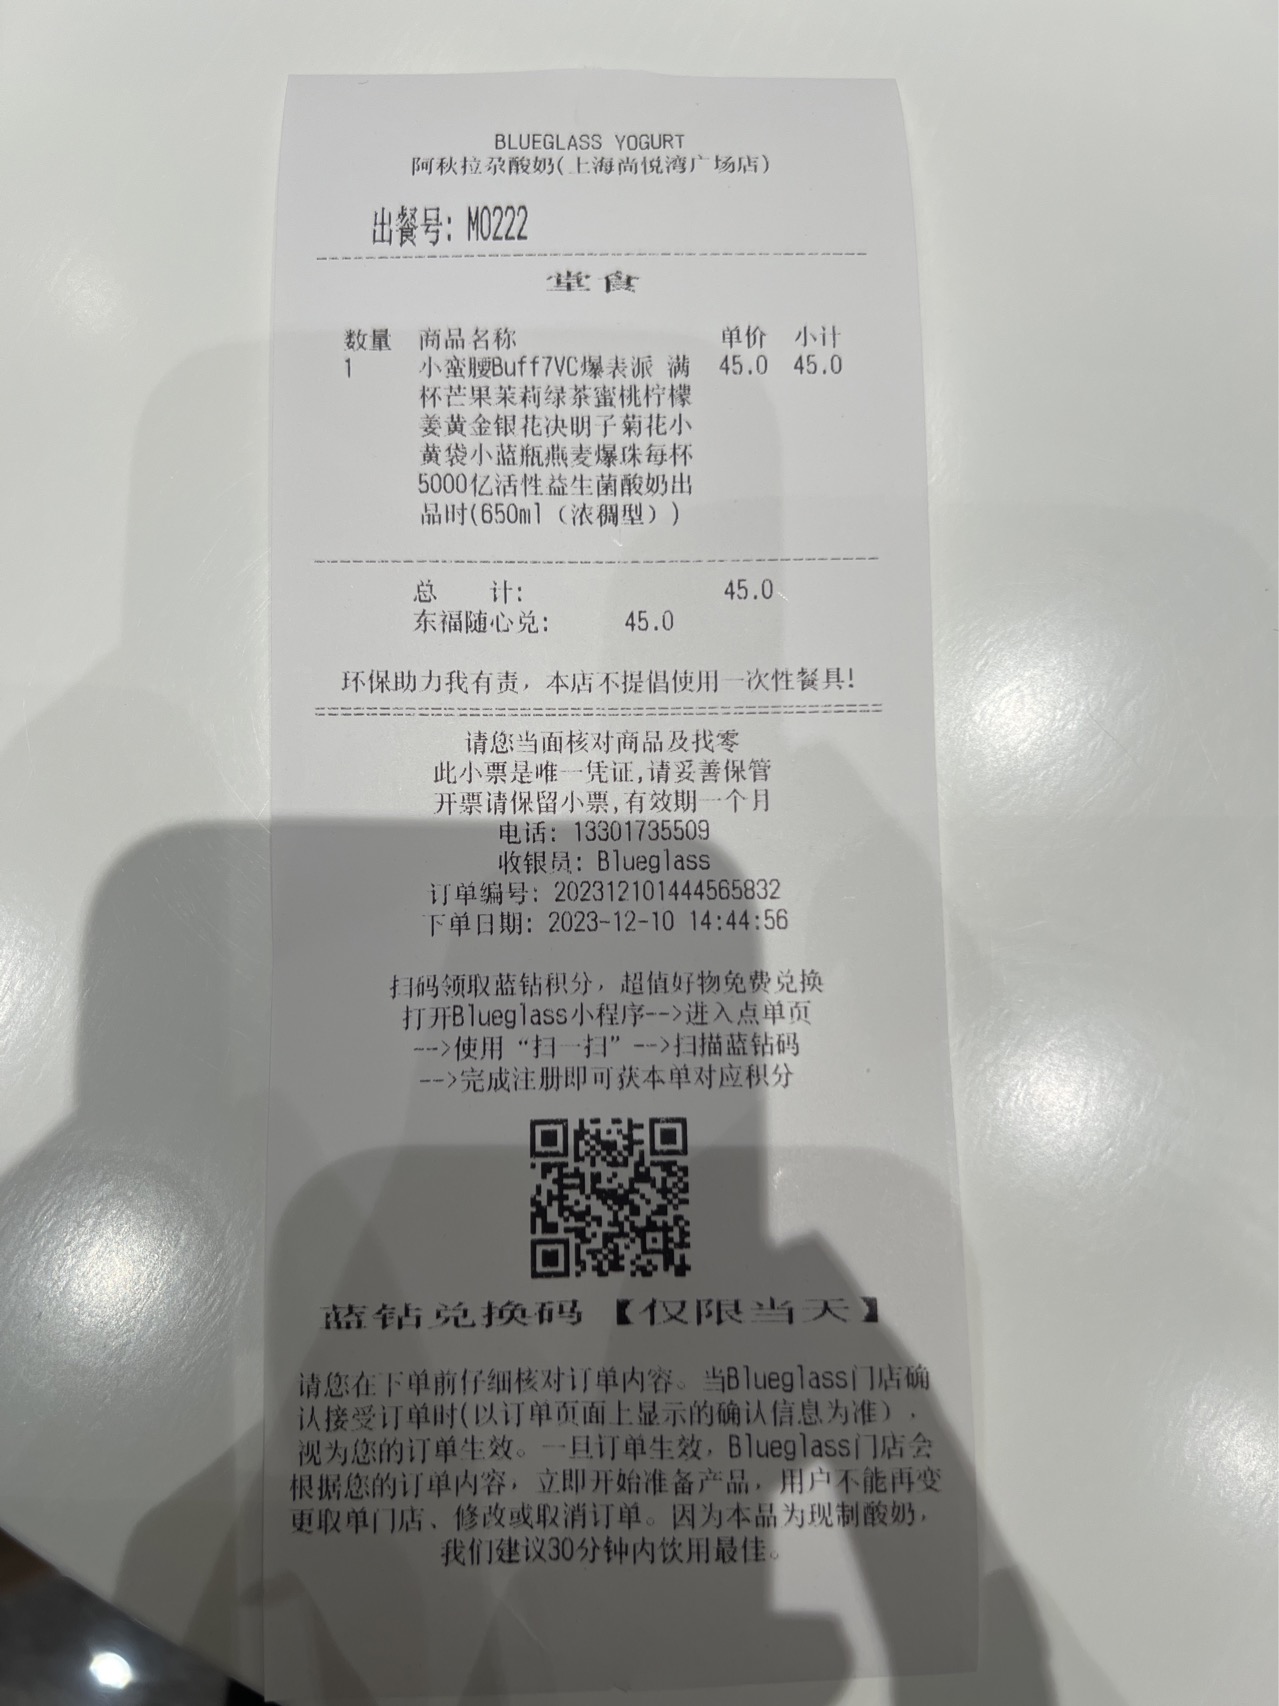 BLUEGLASS YOGURT
阿秋拉尕酸奶(上海尚悦湾广场店)
出餐号: M0222
堂食
数量 商品名称 单价 小计
1 小蛮腰Buff7VC爆表派 满 45.0 45.0
杯芒果茉莉绿茶蜜桃柠檬
姜黄金银花决明子菊花小
黄袋小蓝瓶燕麦爆珠每杯
5000亿活性益生菌酸奶出
品时(650ml（浓稠型）)
总 计: 45.0
东福随心兑: 45.0
环保助力我有责，本店不提倡使用一次性餐具!
请您当面核对商品及找零
此小票是唯一凭证,请妥善保管
开票请保留小票,有效期一个月
电话: 13301735509
收银员: Blueglass
订单编号: 202312101444565832
下单日期: 2023-12-10 14:44:56
扫码领取蓝钻积分，超值好物免费兑换
打开Blueglass小程序-->进入点单页
-->使用“扫一扫”-->扫描蓝钻码
-->完成注册即可获本单对应积分
蓝钻兑换码【仅限当天】
请您在下单前仔细核对订单内容。当Blueglass门店确
认接受订单时(以订单页面上显示的确认信息为准)，
视为您的订单生效。一旦订单生效，Blueglass门店会
根据您的订单内容，立即开始准备产品，用户不能再变
更取单门店、修改或取消订单。因为本品为现制酸奶，
我们建议30分钟内饮用最佳。